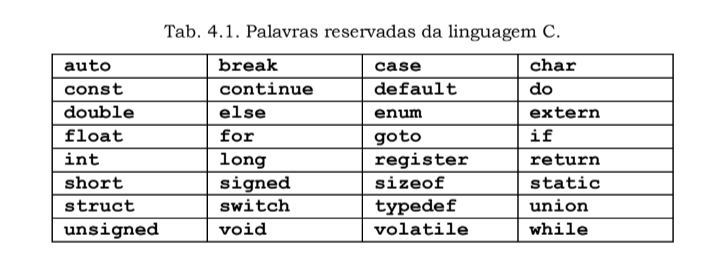 Tab. 4.1. Palavras reservadas da linguagem C.
auto break case char
const continue default do
double else enum extern
float for goto if
int long register return
short signed sizeof static
struct switch typedef union
unsigned void volatile while